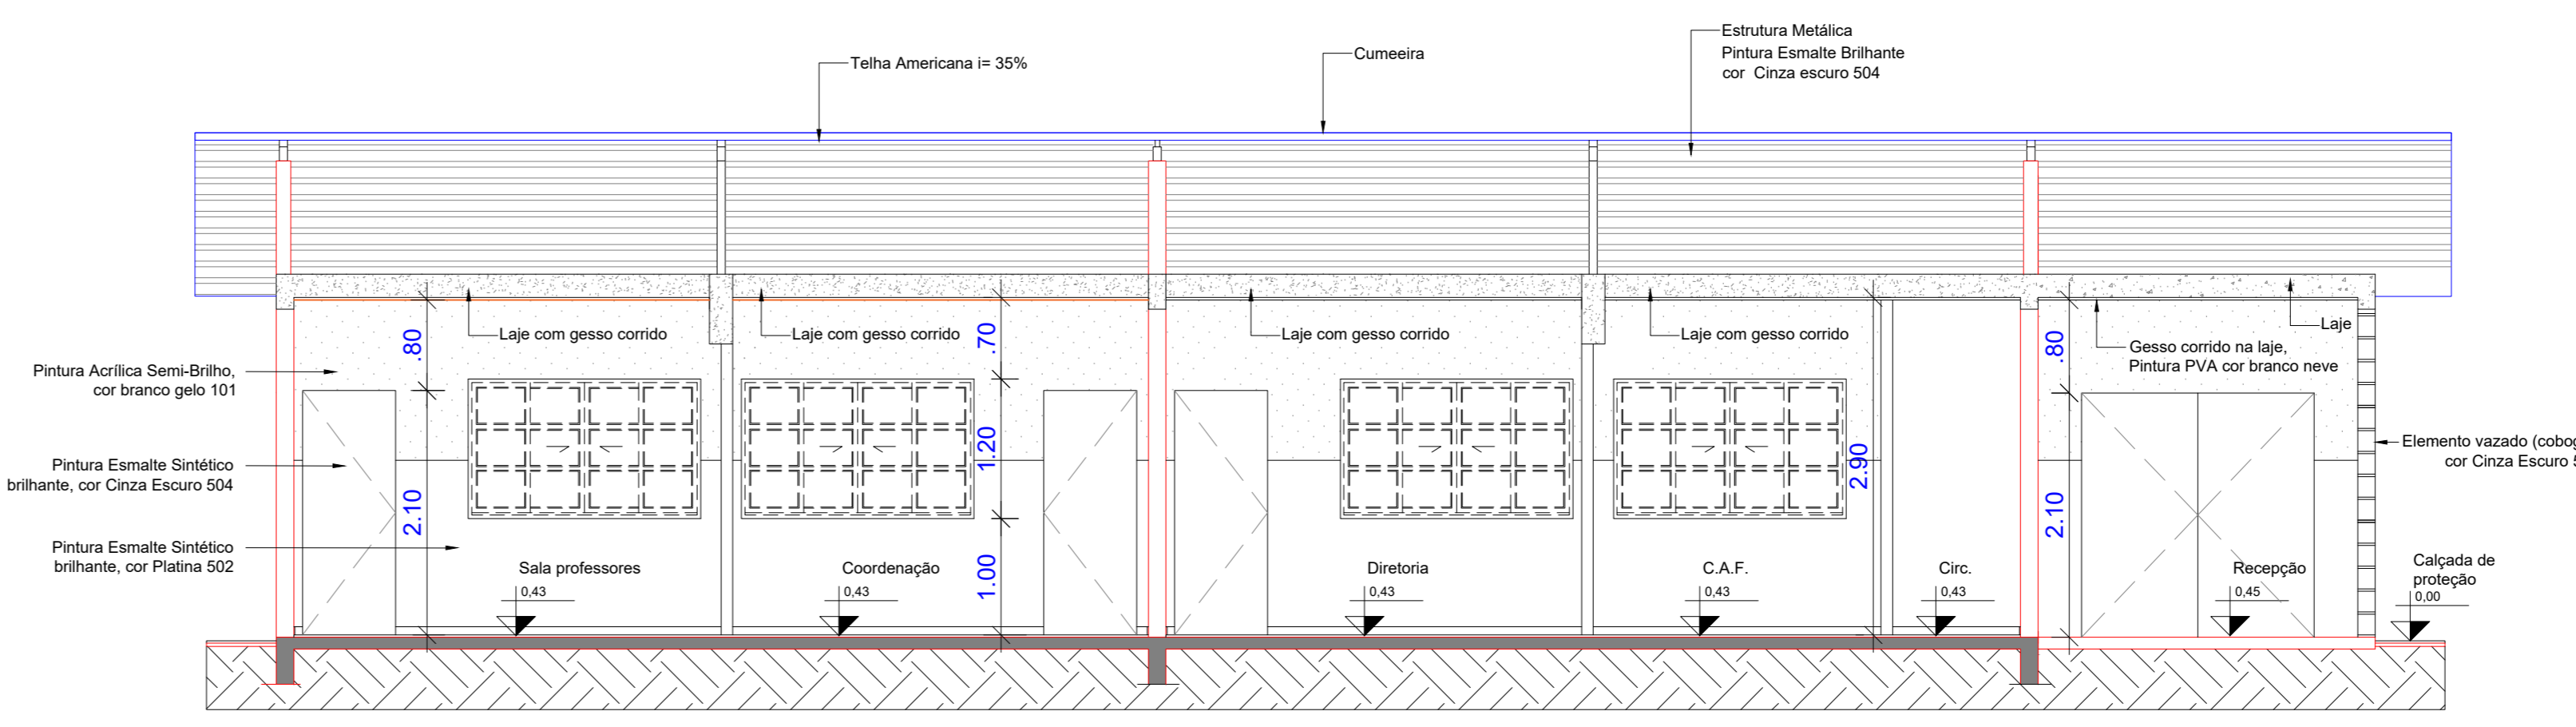 Estrutura Metálica
Pintura Esmalte Brilhante
cor Cinza escuro 504
Cumeeira
Telha Americana i= 35%
Laje com gesso corrido
Laje com gesso corrido
Laje com gesso corrido
Laje com gesso corrido
Laje
Gesso corrido na laje,
Pintura PVA cor branco neve
.80
.70
.80
Pintura Acrílica Semi-Brilho,
cor branco gelo 101
Pintura Esmalte Sintético
brilhante, cor Cinza Escuro 504
Pintura Esmalte Sintético
brilhante, cor Platina 502
2.10
1.20
1.00
2.90
2.10
Elemento vazado (cobog
cor Cinza Escuro 5
Sala professores
0,43
Coordenação
0,43
Diretoria
0,43
C.A.F.
0,43
Circ.
0,43
Recepção
0,45
Calçada de
proteção
0,00